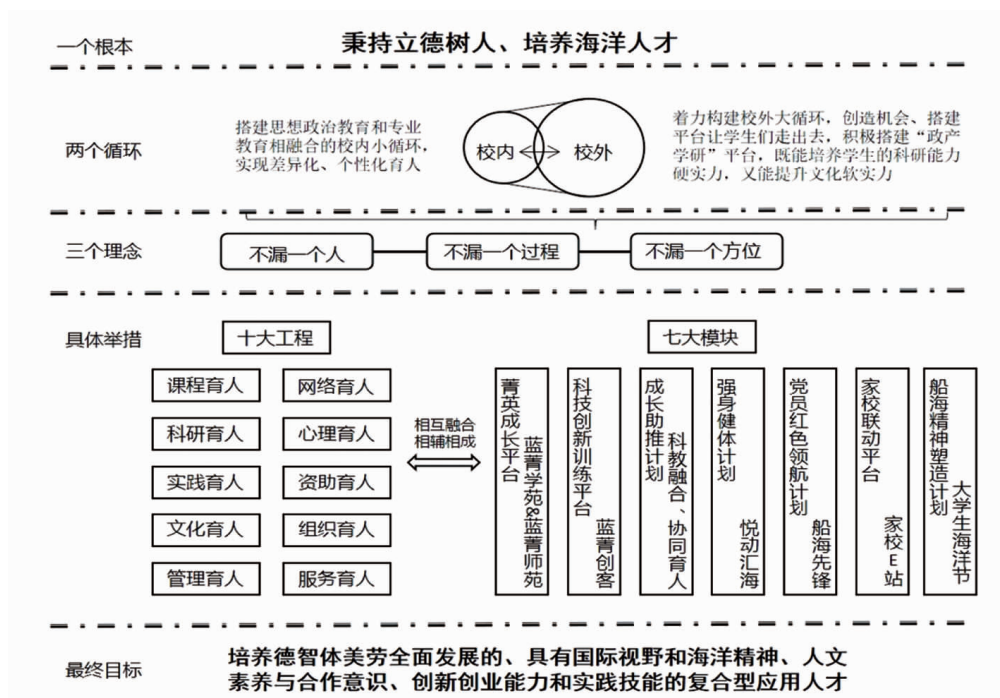 一个根本
秉持立德树人、培养海洋人才
两个循环
搭建思想政治教育和专业
教育相融合的校内小循环，
实现差异化、个性化育人
校内
校外
着力构建校外大循环，创造机会、搭建
平台让学生们走出去，积极搭建“政产
学研”平台，既能培养学生的科研能力
硬实力，又能提升文化软实力
三个理念
不漏一个人
不漏一个过程
不漏一个方位
具体举措
十大工程
七大模块
课程育人
网络育人
科研育人
心理育人
实践育人
资助育人
文化育人
组织育人
管理育人
服务育人
相互融合
相辅相成
菁英成长平台
蓝菁学苑&蓝菁师苑
科技创新训练平台
蓝菁创客
成长助推计划
科教融合、协同育人
强身健体计划
悦动汇海
党员红色领航计划
船海先锋
家校联动平台
家校E站
船海精神塑造计划
大学生海洋节
最终目标
培养德智体美劳全面发展的、具有国际视野和海洋精神、人文
素养与合作意识、创新创业能力和实践技能的复合型应用人才